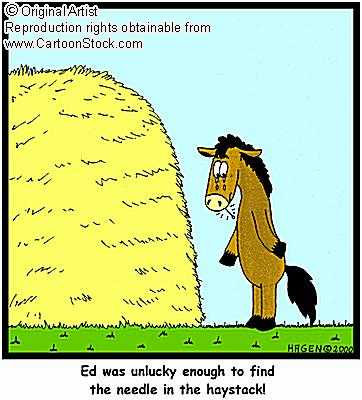 © Original Artist
Reproduction rights obtainable from
www.CartoonStock.com
HAGEN©2000
Ed was unlucky enough to find
the needle in the haystack!